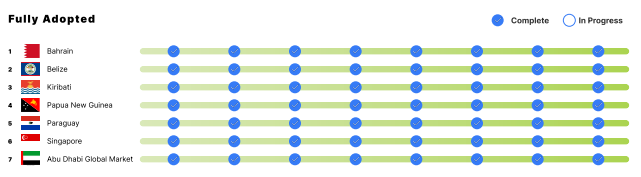 Fully Adopted
Complete
In Progress
1 Bahrain
2 Belize
3 Kiribati
4 Papua New Guinea
5 Paraguay
6 Singapore
7 Abu Dhabi Global Market